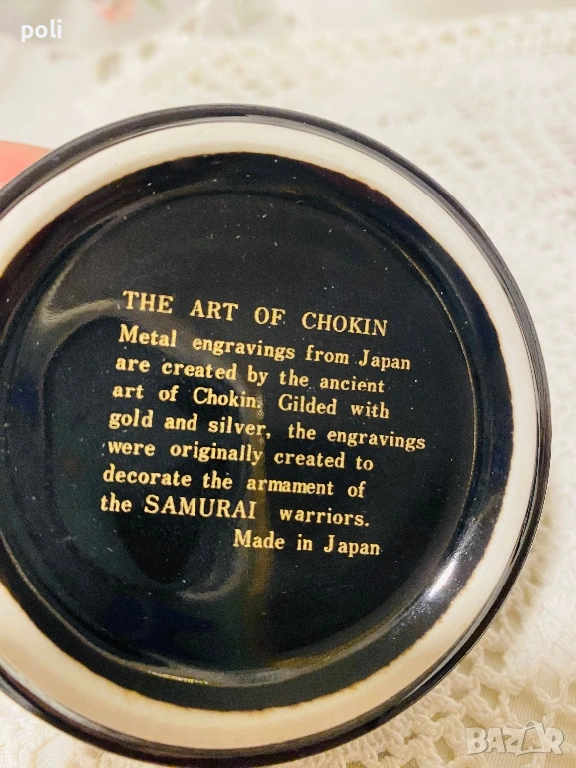 poli
THE ART OF CHOKIN
Metal engravings from Japan
are created by the ancient
art of Chokin. Gilded with
gold and silver, the engravings
were originally created to
decorate the armament of
the SAMURAI warriors.
Made in Japan
BAZAR